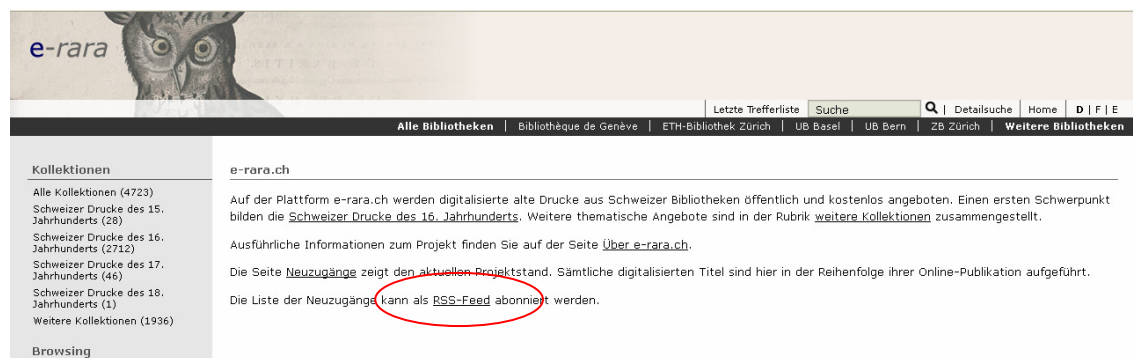 e-rara
Letzte Trefferliste Suche | Detailsuche | Home | D | F | E
Alle Bibliotheken | Bibliothèque de Genève | ETH-Bibliothek Zürich | UB Basel | UB Bern | ZB Zürich | Weitere Bibliotheken
Kollektionen
Alle Kollektionen (4723)
Schweizer Drucke des 15.
Jahrhunderts (28)
Schweizer Drucke des 16.
Jahrhunderts (2712)
Schweizer Drucke des 17.
Jahrhunderts (46)
Schweizer Drucke des 18.
Jahrhunderts (1)
Weitere Kollektionen (1936)
Browsing
e-rara.ch
Auf der Plattform e-rara.ch werden digitalisierte alte Drucke aus Schweizer Bibliotheken öffentlich und kostenlos angeboten. Einen ersten Schwerpunkt
bilden die Schweizer Drucke des 16. Jahrhunderts. Weitere thematische Angebote sind in der Rubrik weitere Kollektionen zusammengestellt.
Ausführliche Informationen zum Projekt finden Sie auf der Seite Über e-rara.ch.
Die Seite Neuzugänge zeigt den aktuellen Projektstand. Sämtliche digitalisierten Titel sind hier in der Reihenfolge ihrer Online-Publikation aufgeführt.
Die Liste der Neuzugänge kann als RSS-Feed abonniert werden.